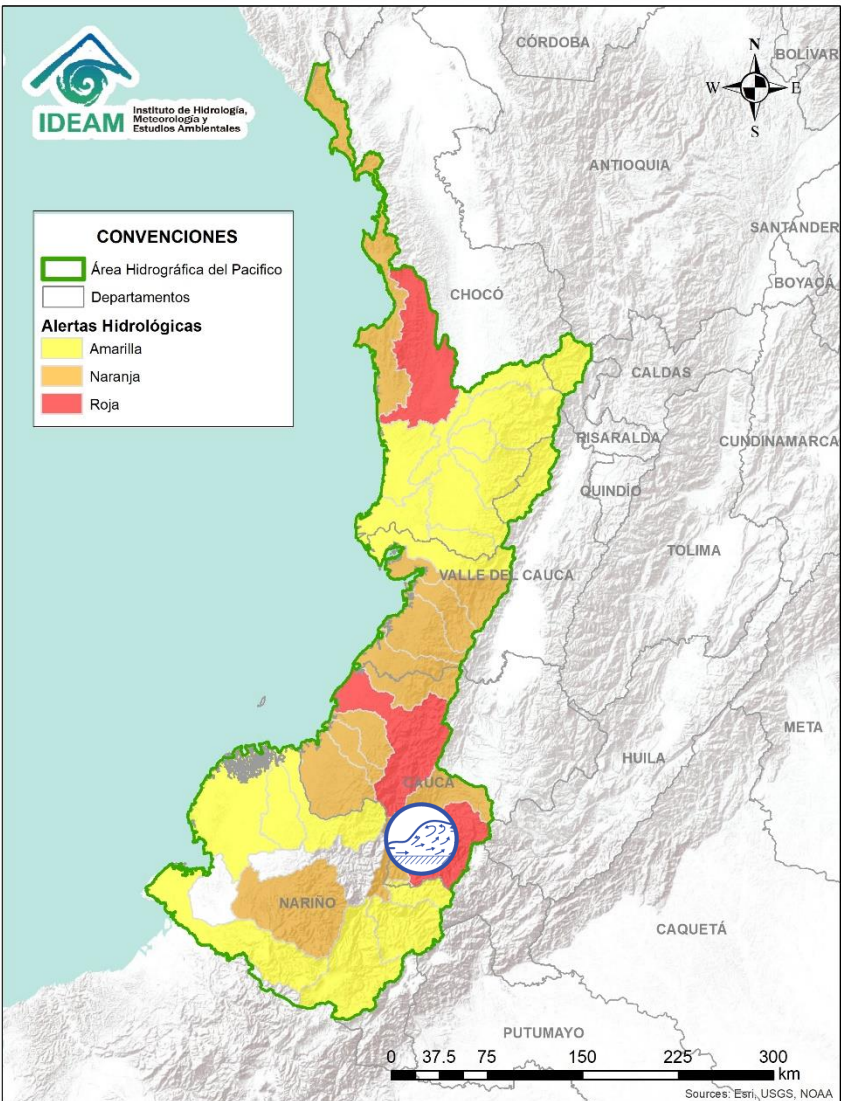 IDEAM
Instituto de Hidrología,
Meteorología y
Estudios Ambientales
CÓRDOBA
BOLÍVAR
N
W
E
S
ANTIOQUIA
SANTANDER
BOYACÁ
CONVENCIONES
Área Hidrográfica del Pacifico
Departamentos
Alertas Hidrológicas
Amarilla
Naranja
Roja
CHOCÓ
CALDAS
RISARALDA
CUNDINAMARCA
QUINDÍO
TOLIMA
VALLE DEL CAUCA
META
HUILA
CAUCA
NARIÑO
CAQUETÁ
PUTUMAYO
0 37.5 75 150 225 300
km
Sources: Esri, USGS, NOAA